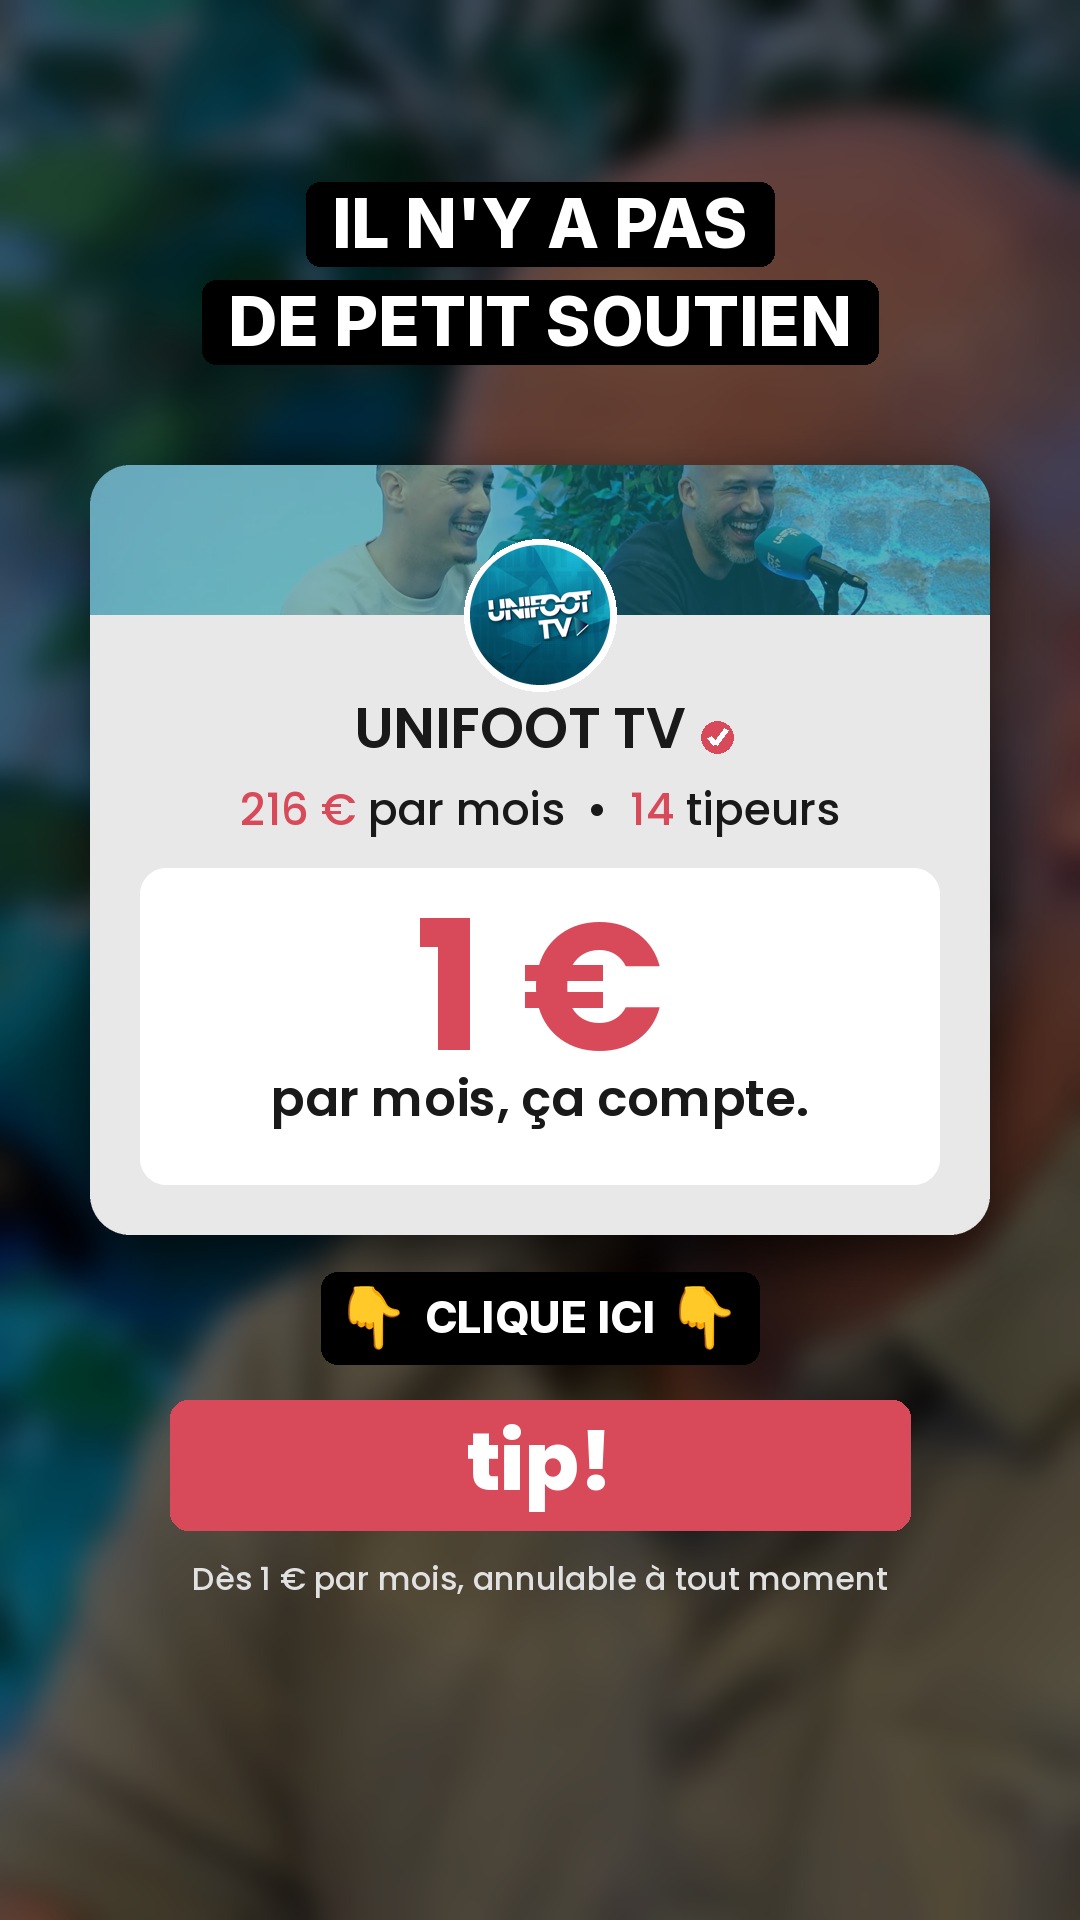 IL N'Y A PAS
DE PETIT SOUTIEN
UNIFOOT
TV
UNIFOOT TV
216 € par mois • 14 tipeurs
1 €
par mois, ça compte.
👇 CLIQUE ICI 👇
tip!
Dès 1 € par mois, annulable à tout moment